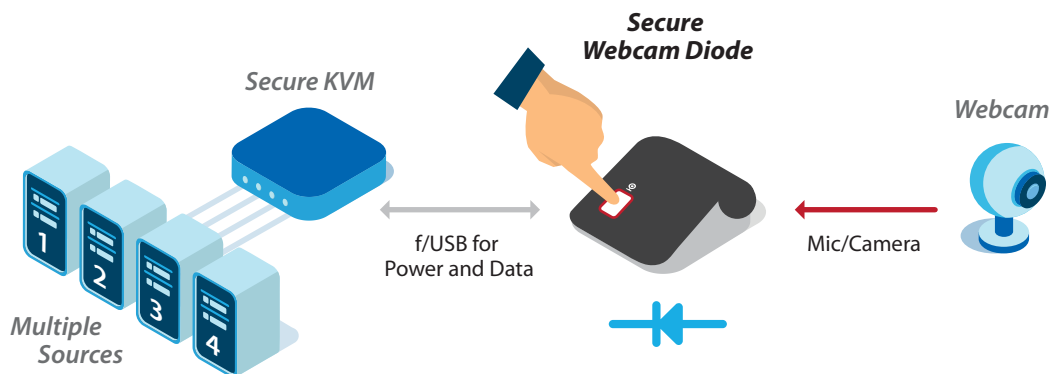 Secure
Webcam Diode
Secure KVM
Webcam
1
2
3
4
f/USB for
Power and Data
Mic/Camera
Multiple
Sources